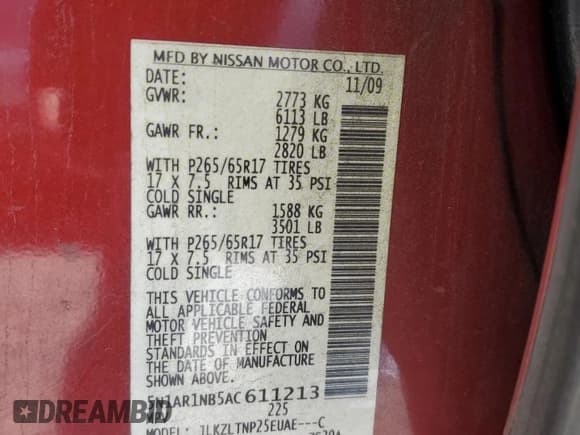 MFD BY NISSAN MOTOR CO., LTD.
DATE: 11/09
GVWR: 2773 KG
6113 LB
GAWR FR.: 1279 KG
2820 LB
WITH P265/65R17 TIRES
17 X 7.5 RIMS AT 35 PSI
COLD SINGLE
GAWR RR.: 1588 KG
3501 LB
WITH P265/65R17 TIRES
17 X 7.5 RIMS AT 35 PSI
COLD SINGLE
THIS VEHICLE CONFORMS TO
ALL APPLICABLE FEDERAL
MOTOR VEHICLE SAFETY AND
THEFT PREVENTION
STANDARDS IN EFFECT ON
THE DATE OF MANUFACTURE
SHOWN ABOVE.
5N1AR1NB5AC611213
225
MODEL: JLKZLTNP25EUAE---C
EPICBID.AM
EPICBID.AM